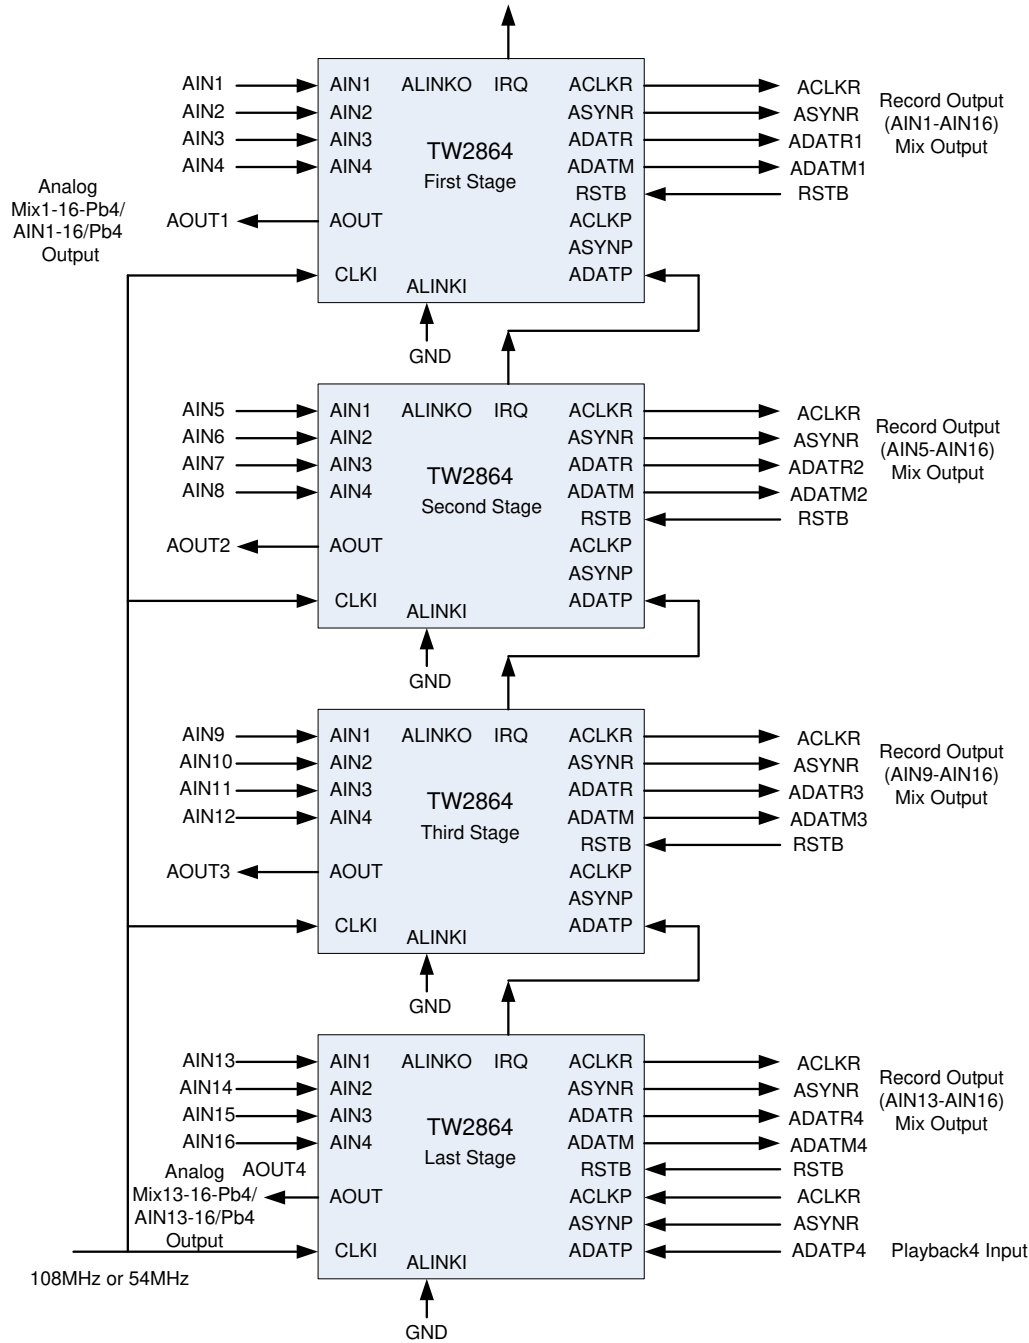 AIN1 AIN1 ALINKO IRQ ACLKR ACLKR
AIN2 AIN2 ASYNR ASYNR
AIN3 AIN3 ADATR ADATR1
AIN4 AIN4 ADATM ADATM1
Record Output
(AIN1-AIN16)
Mix Output
TW2864
First Stage
RSTB RSTB
Analog
Mix1-16-Pb4/
AIN1-16/Pb4
Output
AOUT1 AOUT ACLKP
ASYNP
CLKI ALINKI ADATP
GND
AIN5 AIN1 ALINKO IRQ ACLKR ACLKR
AIN6 AIN2 ASYNR ASYNR
AIN7 AIN3 ADATR ADATR2
AIN8 AIN4 ADATM ADATM2
Record Output
(AIN5-AIN16)
Mix Output
TW2864
Second Stage
RSTB RSTB
AOUT2 AOUT ACLKP
ASYNP
CLKI ALINKI ADATP
GND
AIN9 AIN1 ALINKO IRQ ACLKR ACLKR
AIN10 AIN2 ASYNR ASYNR
AIN11 AIN3 ADATR ADATR3
AIN12 AIN4 ADATM ADATM3
Record Output
(AIN9-AIN16)
Mix Output
TW2864
Third Stage
RSTB RSTB
AOUT3 AOUT ACLKP
ASYNP
CLKI ALINKI ADATP
GND
AIN13 AIN1 ALINKO IRQ ACLKR ACLKR
AIN14 AIN2 ASYNR ASYNR
AIN15 AIN3 ADATR ADATR4
AIN16 AIN4 ADATM ADATM4
Record Output
(AIN13-AIN16)
Mix Output
TW2864
Last Stage
RSTB RSTB
Analog
Mix13-16-Pb4/
AIN13-16/Pb4
Output
AOUT4 AOUT ACLKP ACLKR
ASYNP ASYNR
CLKI ALINKI ADATP ADATP4 Playback4 Input
108MHz or 54MHz
GND